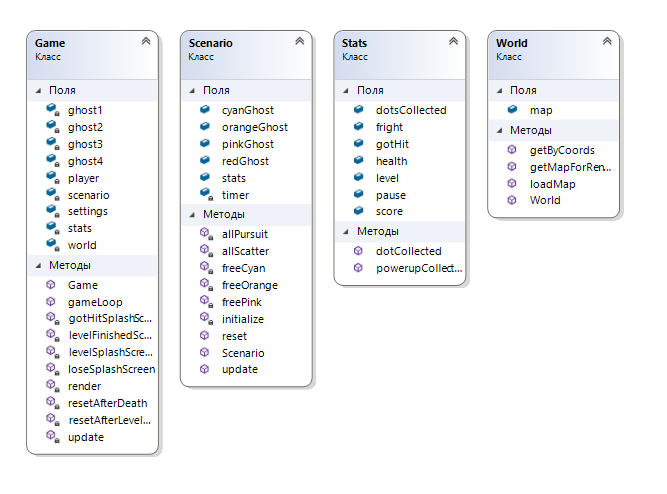 Game
Класс
Поля
ghost1
ghost2
ghost3
ghost4
player
scenario
settings
stats
world
Методы
Game
gameLoop
gotHitSplashSc...
levelFinishedSc...
levelSplashScre...
loseSplashScreen
render
resetAfterDeath
resetAfterLevel...
update
Scenario
Класс
Поля
cyanGhost
orangeGhost
pinkGhost
redGhost
stats
timer
Методы
allPursuit
allScatter
freeCyan
freeOrange
freePink
initialize
reset
Scenario
update
Stats
Класс
Поля
dotsCollected
fright
gotHit
health
level
pause
score
Методы
dotCollected
powerupCollect...
World
Класс
Поля
map
Методы
getByCoords
getMapForRen...
loadMap
World